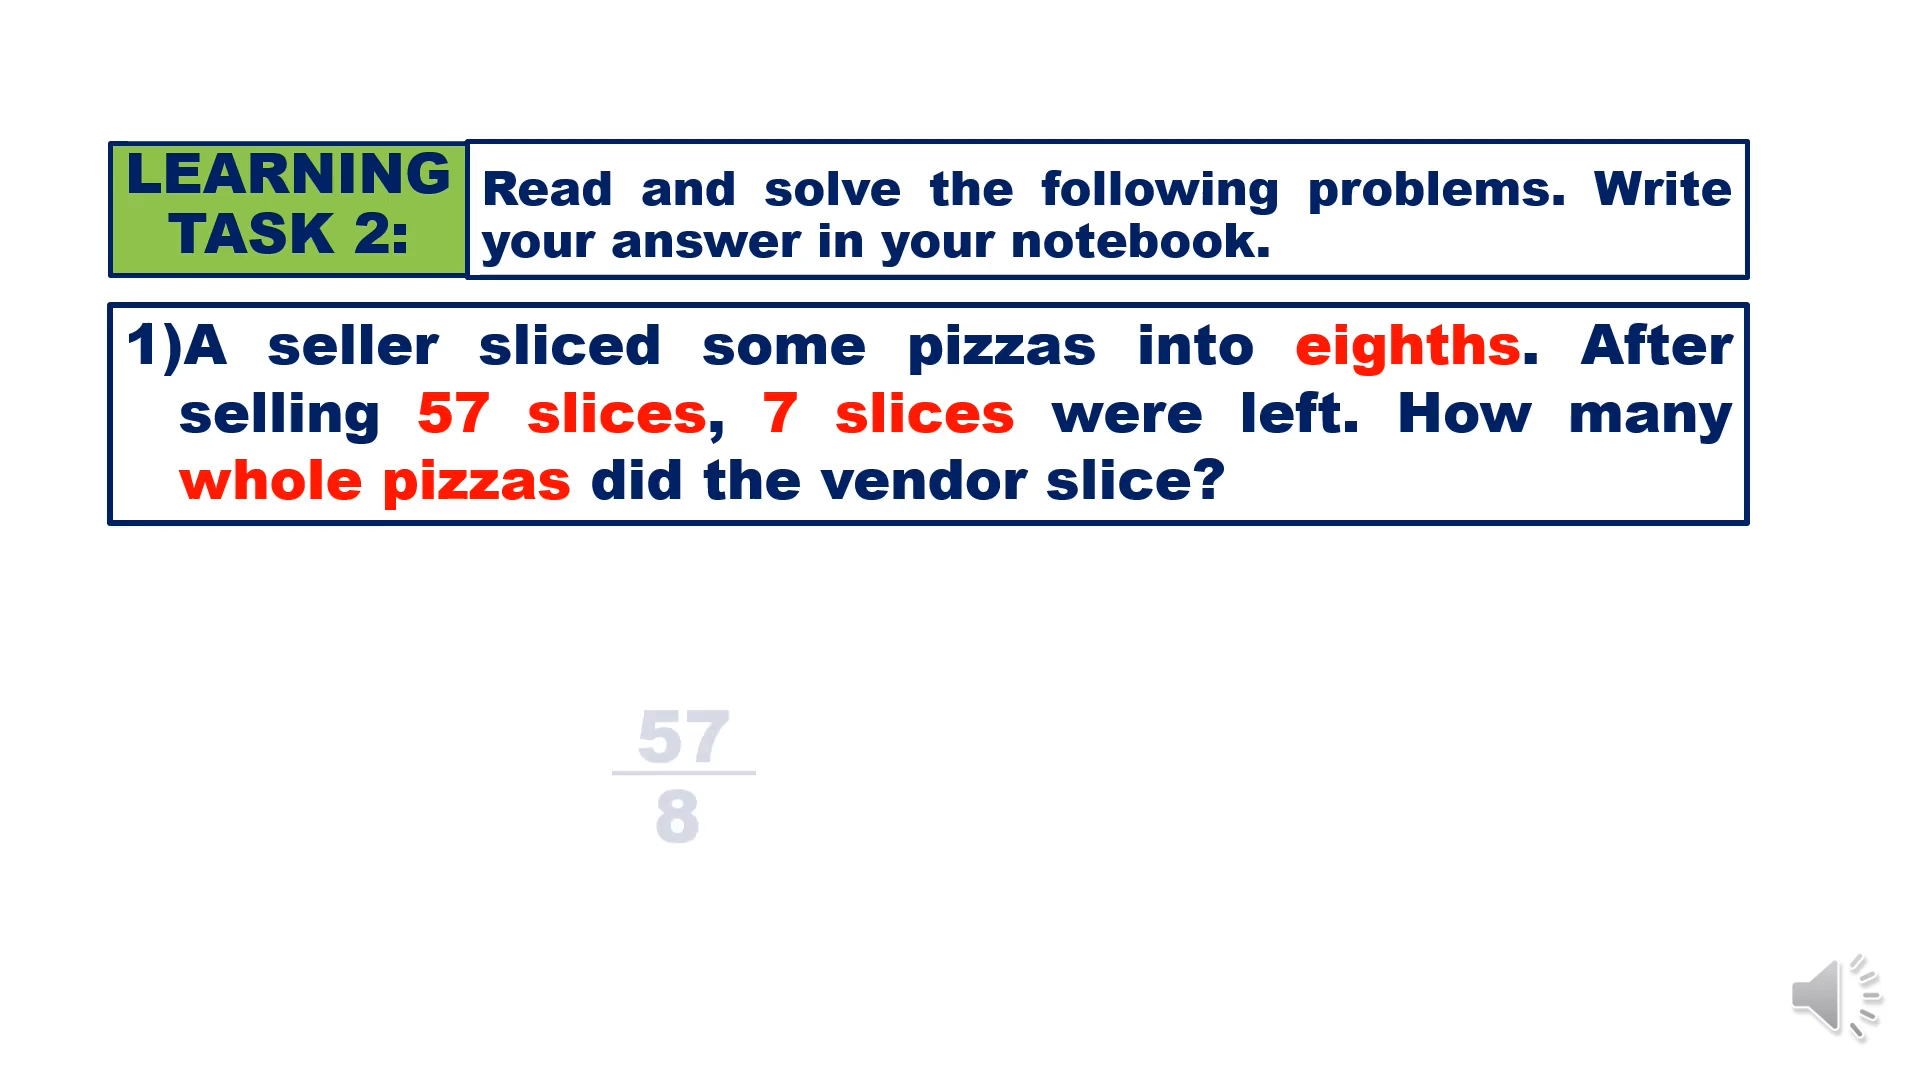 LEARNING
TASK 2:
Read and solve the following problems. Write
your answer in your notebook.
1)A seller sliced some pizzas into eighths. After
selling 57 slices, 7 slices were left. How many
whole pizzas did the vendor slice?
57
8